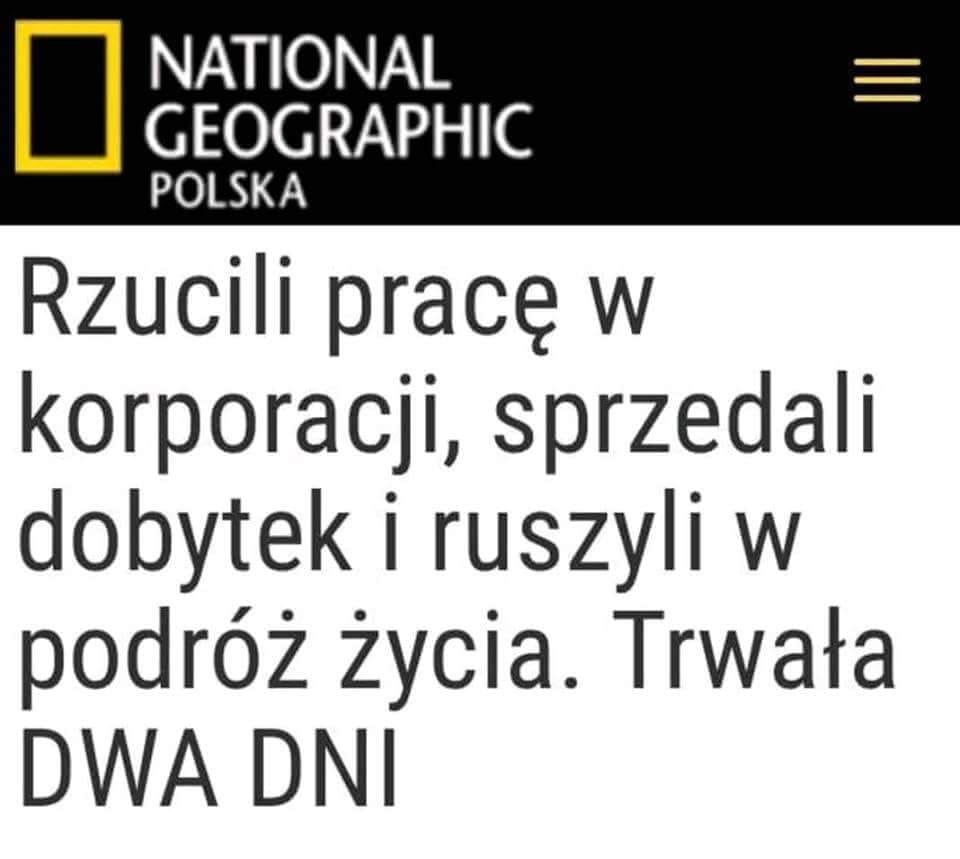 NATIONAL
GEOGRAPHIC
POLSKA
Rzucili pracę w
korporacji, sprzedali
dobytek i ruszyli w
podróż życia. Trwała
DWA DNI